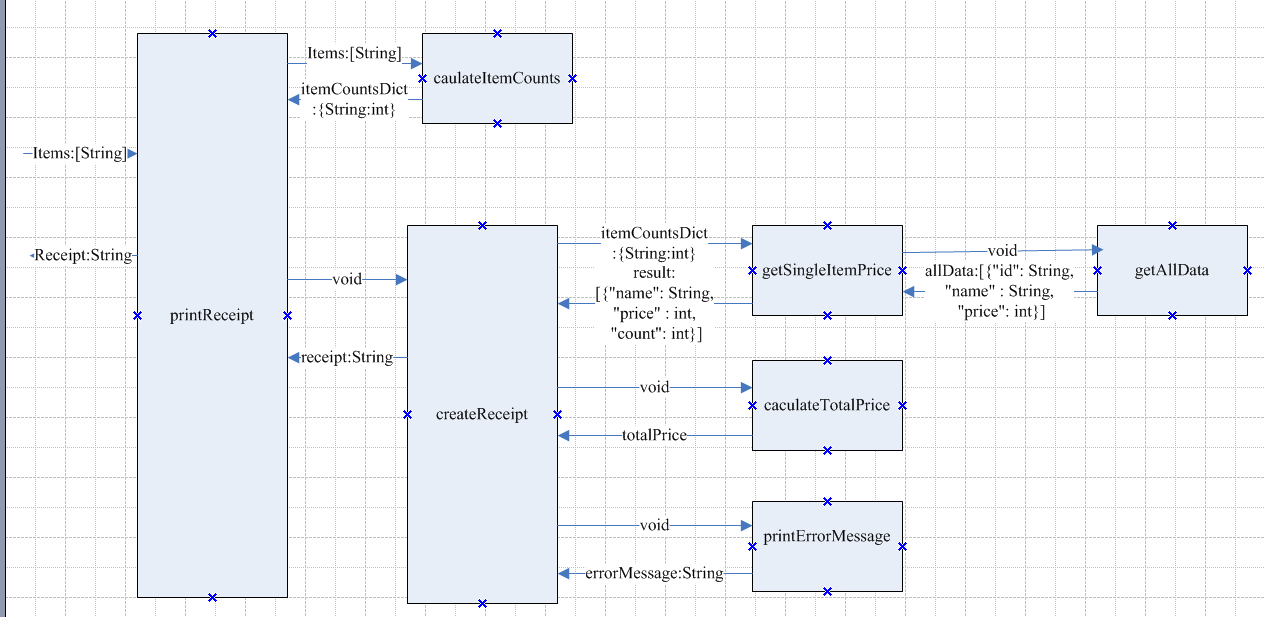 Items:[String]
caulateItemCounts
itemCountsDict
:{String:int}
Items:[String]
Receipt:String
printReceipt
void
receipt:String
createReceipt
itemCountsDict
:{String:int}
result:
[{"name": String,
"price" : int,
"count": int}]
getSingleItemPrice
void
allData:[{"id": String,
"name" : String,
"price": int}]
getAllData
void
totalPrice
caculateTotalPrice
void
errorMessage:String
printErrorMessage